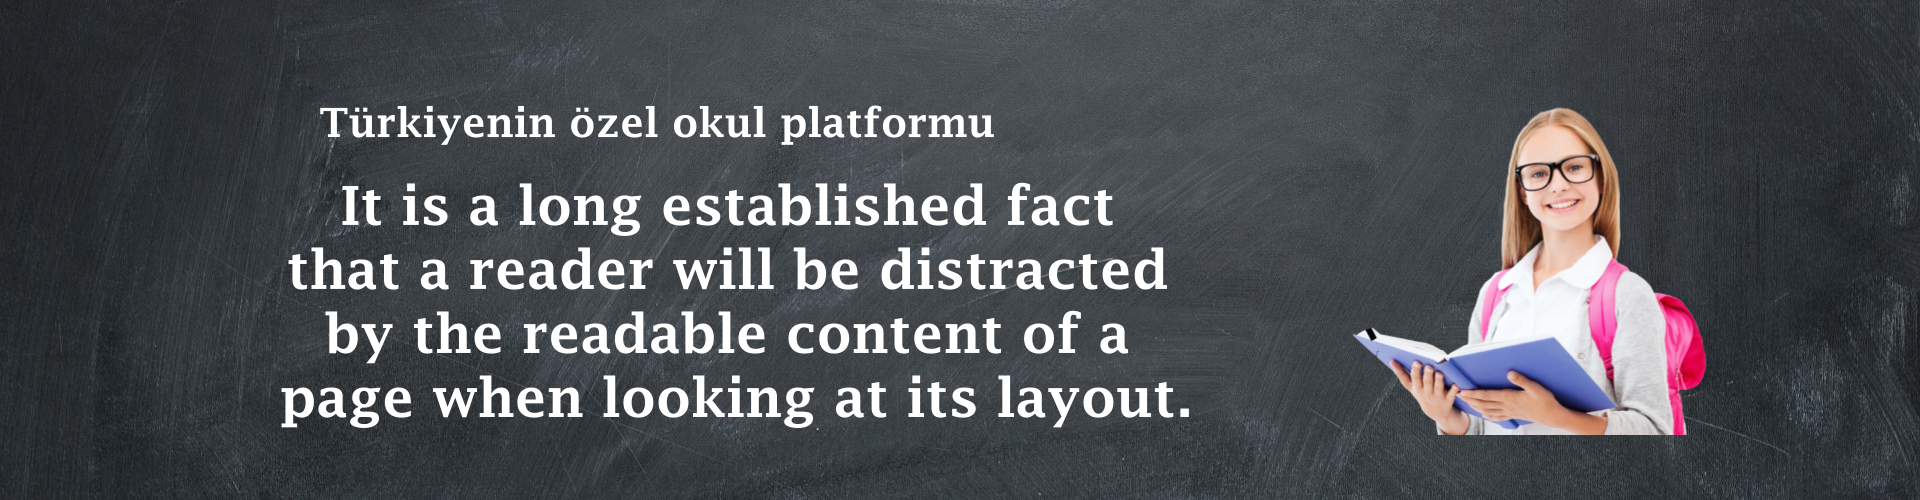 Türkiyenin özel okul platformu
It is a long established fact
that a reader will be distracted
by the readable content of a
page when looking at its layout.